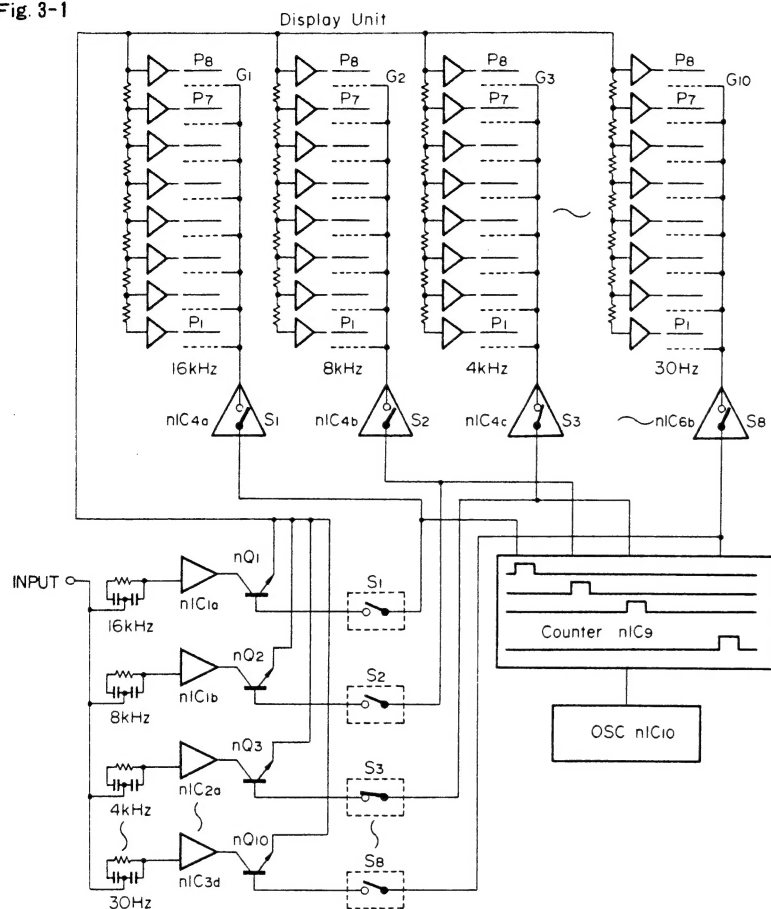 Fig. 3-1
Display Unit
P8 P8 P8 P8
G1 G2 G3 G10
P7 P7 P7 P7
P1 P1 P1 P1
16kHz 8kHz 4kHz 30Hz
nIC4a S1 nIC4b S2 nIC4c S3 nIC6b S8
INPUT
nQ1
S1
nIC1a
16kHz
nQ2
S2
nIC1b
8kHz
nQ3
S3
nIC2a
4kHz
nQ10
S8
nIC3d
30Hz
Counter nIC9
OSC nIC10